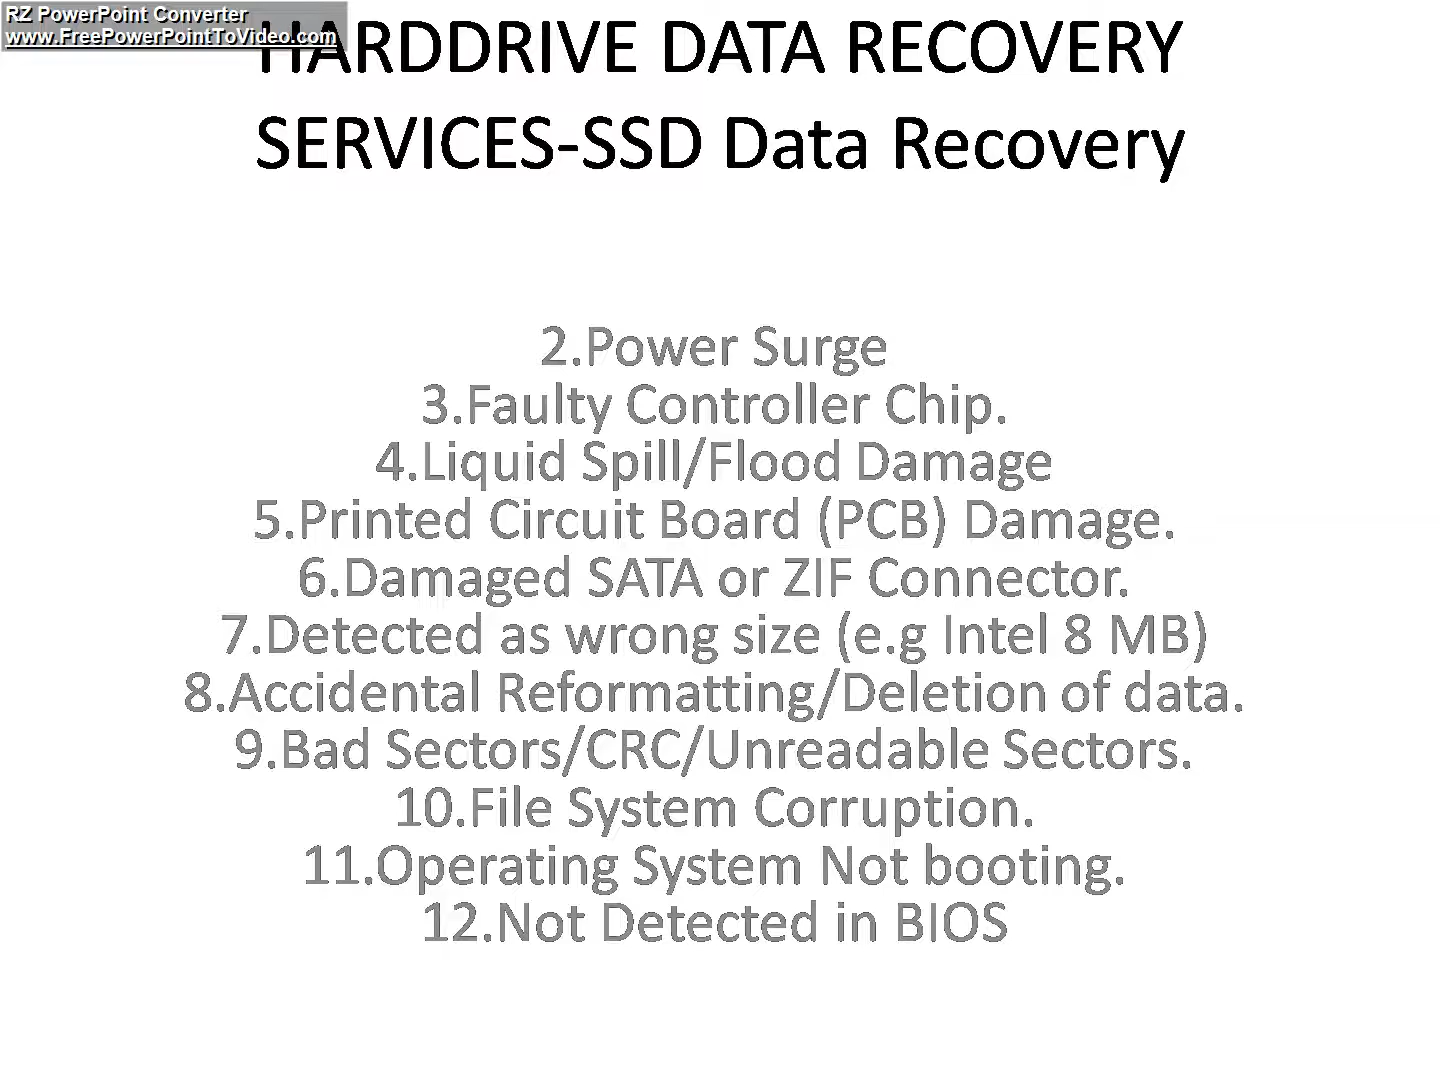 RZ PowerPoint Converter
www.FreePowerPointToVideo.com
HARDDRIVE DATA RECOVERY
SERVICES-SSD Data Recovery
2.Power Surge
3.Faulty Controller Chip.
4.Liquid Spill/Flood Damage
5.Printed Circuit Board (PCB) Damage.
6.Damaged SATA or ZIF Connector.
7.Detected as wrong size (e.g Intel 8 MB)
8.Accidental Reformatting/Deletion of data.
9.Bad Sectors/CRC/Unreadable Sectors.
10.File System Corruption.
11.Operating System Not booting.
12.Not Detected in BIOS